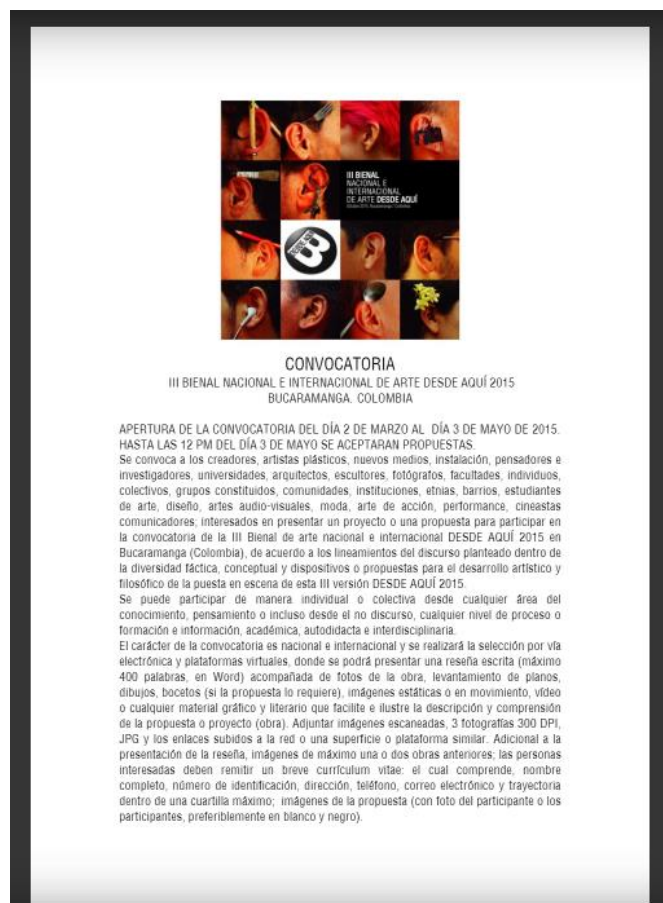 III BIENAL
NACIONAL E
INTERNACIONAL
DE ARTE DESDE AQUÍ
CONVOCATORIA
III BIENAL NACIONAL E INTERNACIONAL DE ARTE DESDE AQUÍ 2015
BUCARAMANGA. COLOMBIA
APERTURA DE LA CONVOCATORIA DEL DÍA 2 DE MARZO AL DÍA 3 DE MAYO DE 2015.
HASTA LAS 12 PM DEL DÍA 3 DE MAYO SE ACEPTARAN PROPUESTAS.
Se convoca a los creadores, artistas plásticos, nuevos medios, instalación, pensadores e
investigadores, universidades, arquitectos, escultores, fotógrafos, facultades, individuos,
colectivos, grupos constituidos, comunidades, instituciones, etnias, barrios, estudiantes
de arte, diseño, artes audio-visuales, moda, arte de acción, performance, cineastas
comunicadores; interesados en presentar un proyecto o una propuesta para participar en
la convocatoria de la III Bienal de arte nacional e internacional DESDE AQUÍ 2015 en
Bucaramanga (Colombia), de acuerdo a los lineamientos del discurso planteado dentro de
la diversidad fáctica, conceptual y dispositivos o propuestas para el desarrollo artístico y
filosófico de la puesta en escena de esta III versión DESDE AQUÍ 2015.
Se puede participar de manera individual o colectiva desde cualquier área del
conocimiento, pensamiento o incluso desde el no discurso, cualquier nivel de proceso o
formación e información, académica, autodidacta e interdisciplinaria.
El carácter de la convocatoria es nacional e internacional y se realizará la selección por vía
electrónica y plataformas virtuales, donde se podrá presentar una reseña escrita (máximo
400 palabras, en Word) acompañada de fotos de la obra, levantamiento de planos,
dibujos, bocetos (si la propuesta lo requiere), imágenes estáticas o en movimiento, vídeo
o cualquier material gráfico y literario que facilite e ilustre la descripción y comprensión
de la propuesta o proyecto (obra). Adjuntar imágenes escaneadas, 3 fotografías 300 DPI,
JPG y los enlaces subidos a la red o una superficie o plataforma similar. Adicional a la
presentación de la reseña, imágenes de máximo una o dos obras anteriores; las personas
interesadas deben remitir un breve currículum vitae: el cual comprende, nombre
completo, número de identificación, dirección, teléfono, correo electrónico y trayectoria
dentro de una cuartilla máximo; imágenes de la propuesta (con foto del participante o los
participantes, preferiblemente en blanco y negro).